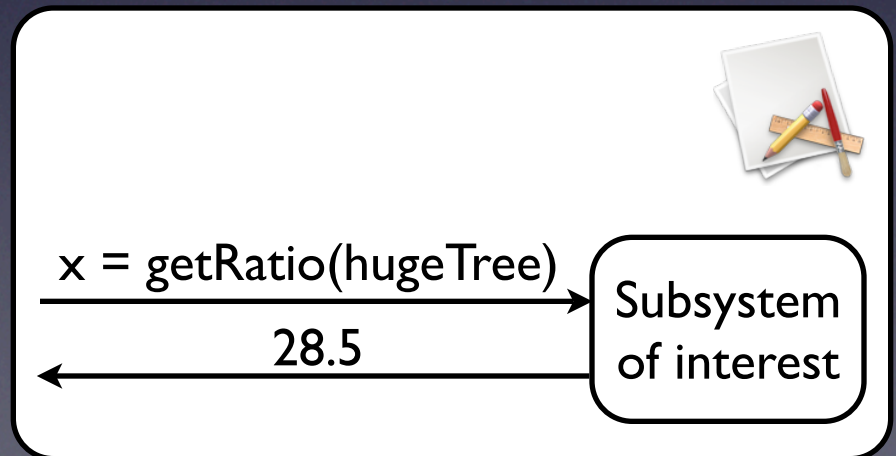 x = getRatio(hugeTree)
28.5
Subsystem
of interest